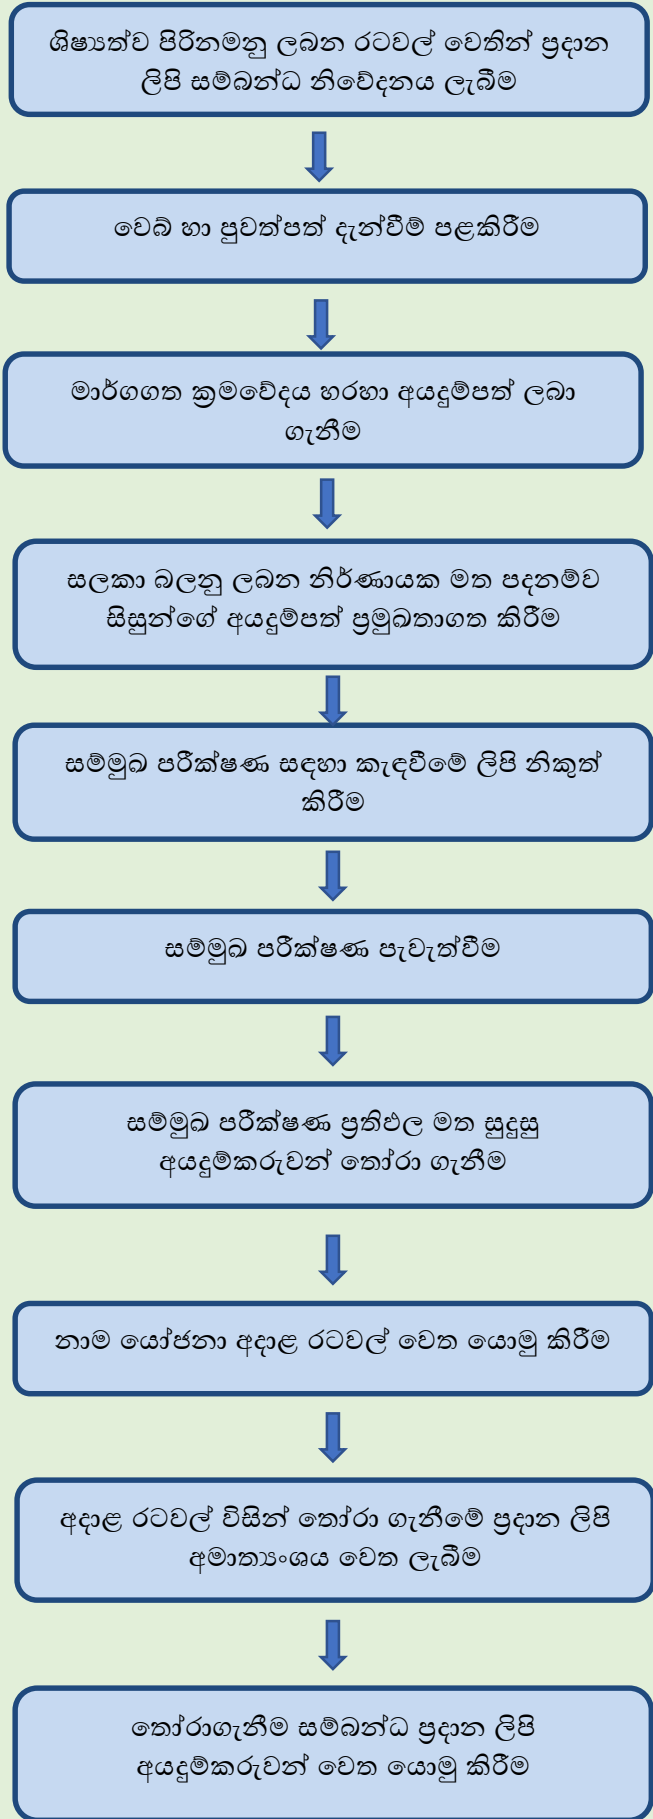 ශිෂ්‍යත්ව පිරිනමනු ලබන රටවල් වෙතින් ප්‍රදාන
ලිපි සම්බන්ධ නිවේදනය ලැබීම
වෙබ් හා පුවත්පත් දැන්වීම් පළකිරීම
මාර්ගගත ක්‍රමවේදය හරහා අයදුම්පත් ලබා
ගැනීම
සලකා බලනු ලබන නිර්ණායක මත පදනම්ව
සිසුන්ගේ අයදුම්පත් ප්‍රමුඛතාගත කිරීම
සම්මුඛ පරීක්ෂණ සඳහා කැඳවීමේ ලිපි නිකුත්
කිරීම
සම්මුඛ පරීක්ෂණ පැවැත්වීම
සම්මුඛ පරීක්ෂණ ප්‍රතිඵල මත සුදුසු
අයදුම්කරුවන් තෝරා ගැනීම
නාම යෝජනා අදාළ රටවල් වෙත යොමු කිරීම
අදාළ රටවල් විසින් තෝරා ගැනීමේ ප්‍රදාන ලිපි
අමාත්‍යංශය වෙත ලැබීම
තෝරාගැනීම සම්බන්ධ ප්‍රදාන ලිපි
අයදුම්කරුවන් වෙත යොමු කිරීම